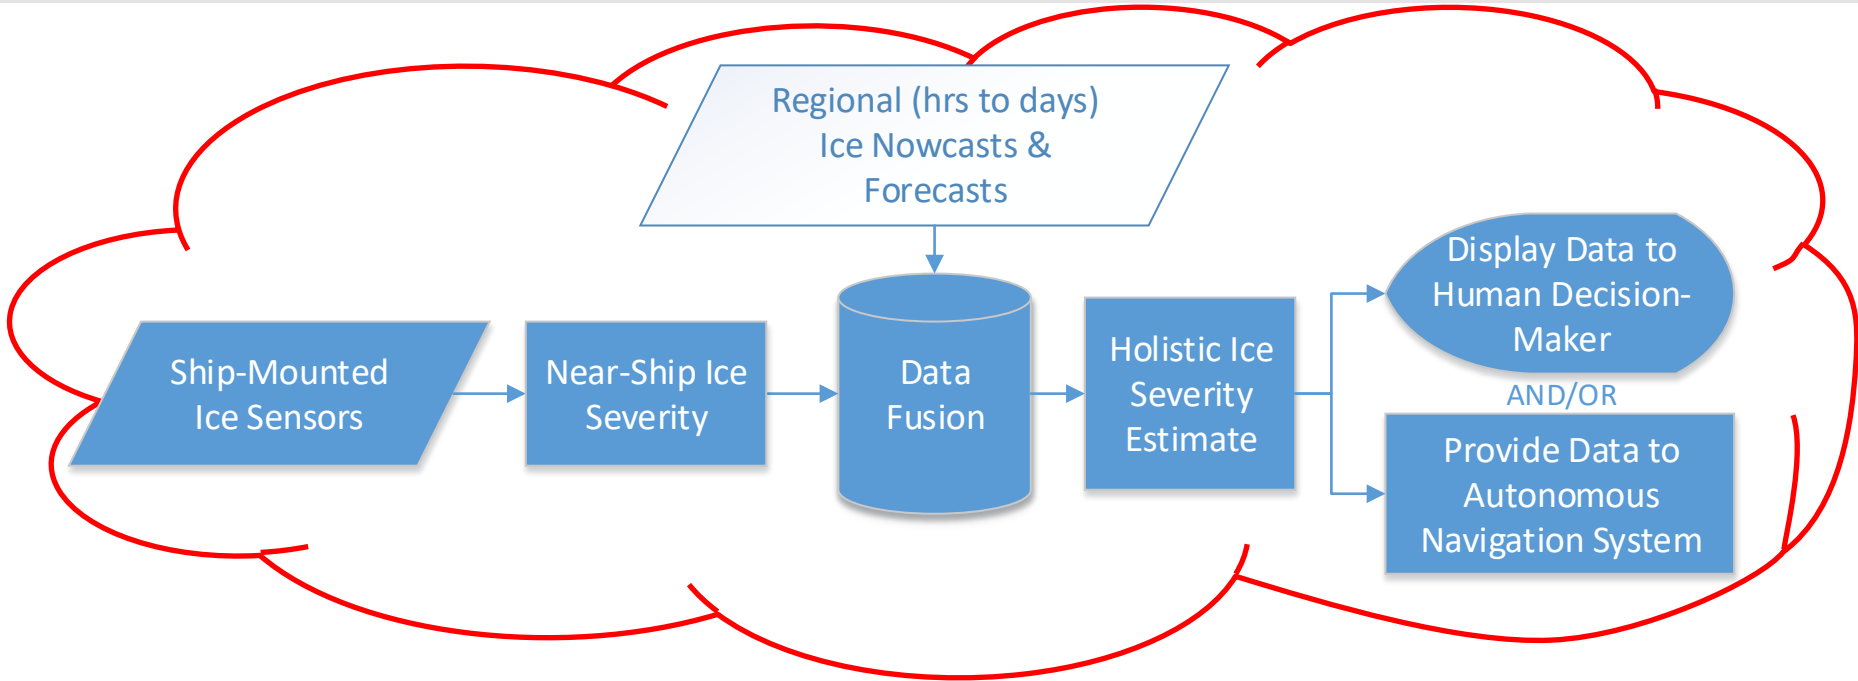 Regional (hrs to days)
Ice Nowcasts &
Forecasts
Ship-Mounted
Ice Sensors
Near-Ship Ice
Severity
Data
Fusion
Holistic Ice
Severity
Estimate
Display Data to
Human Decision-
Maker
AND/OR
Provide Data to
Autonomous
Navigation System